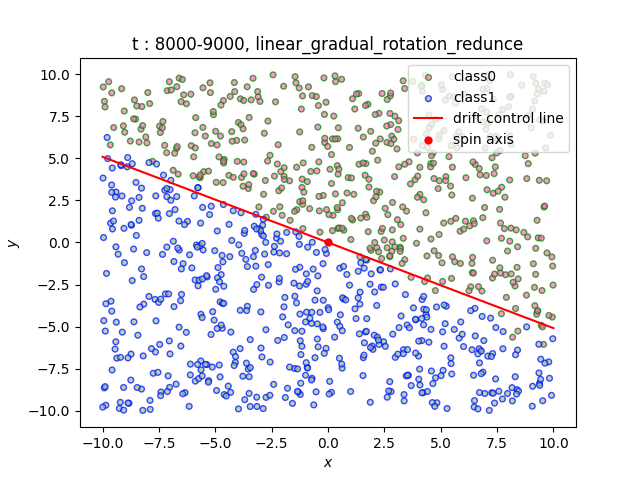 t : 8000-9000, linear_gradual_rotation_redunce
class0
class1
drift control line
spin axis
10.0
7.5
5.0
2.5
0.0
−2.5
−5.0
−7.5
−10.0
y
−10.0 −7.5 −5.0 −2.5 0.0 2.5 5.0 7.5 10.0
x